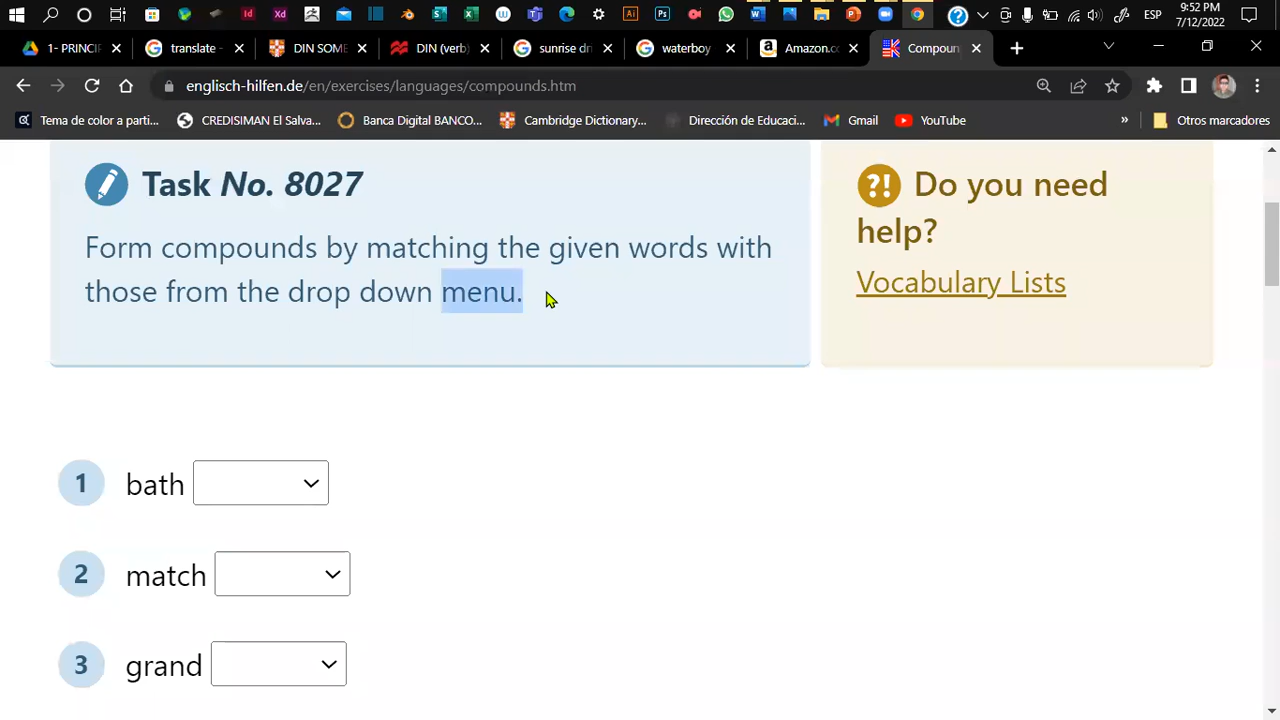 9:52 PM
ESP
7/12/2022
1- PRINCIP
translate -
DIN SOME
DIN (verb)
sunrise dri
waterboy
Amazon.co
Compoun
englisch-hilfen.de/en/exercises/languages/compounds.htm
Tema de color a parti...
CREDISIMAN El Salva...
Banca Digital BANCO...
Cambridge Dictionary...
Dirección de Educaci...
Gmail
YouTube
»
Otros marcadores
Task No. 8027
Form compounds by matching the given words with
those from the drop down menu.
?! Do you need
help?
Vocabulary Lists
1 bath
2 match
3 grand